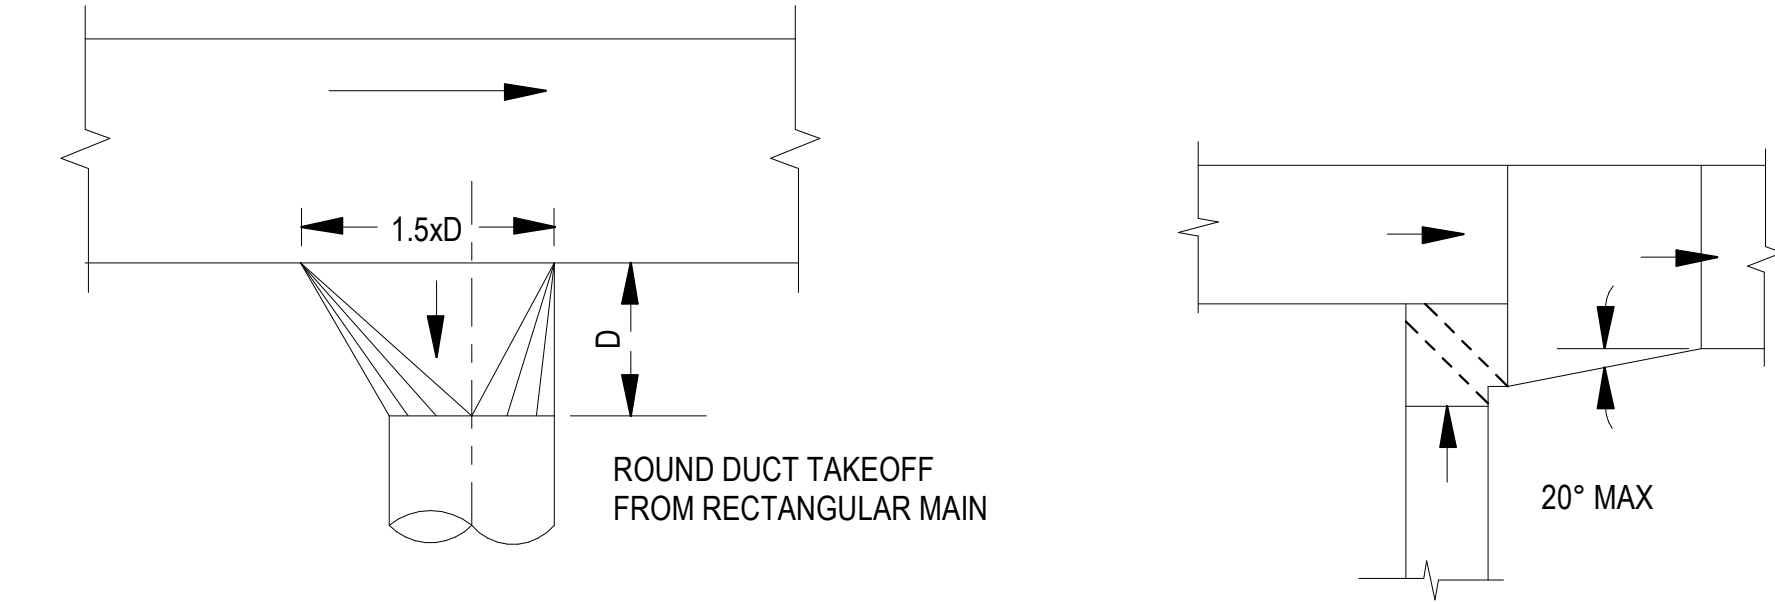 1.5xD
D
ROUND DUCT TAKEOFF
FROM RECTANGULAR MAIN
20° MAX